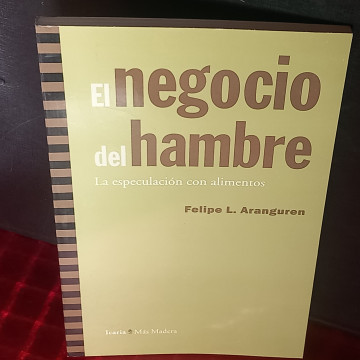 El negocio
del hambre
La especulación con alimentos
Felipe L. Aranguren
Icaria Más Madera